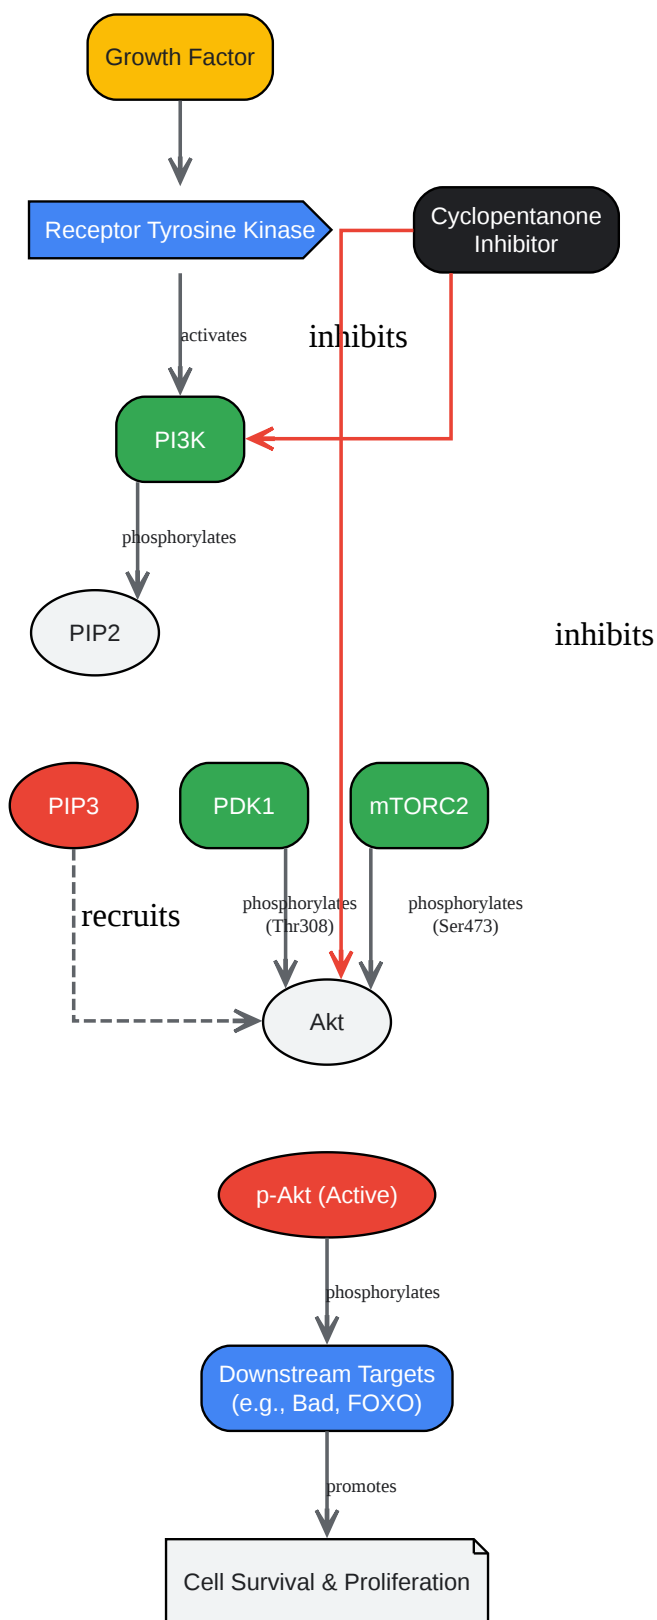 Growth Factor
Receptor Tyrosine Kinase
Cyclopentanone
Inhibitor
activates
inhibits
PI3K
phosphorylates
PIP2
inhibits
PIP3
PDK1
mTORC2
recruits
phosphorylates
(Thr308)
phosphorylates
(Ser473)
Akt
p-Akt (Active)
phosphorylates
Downstream Targets
(e.g., Bad, FOXO)
promotes
Cell Survival & Proliferation